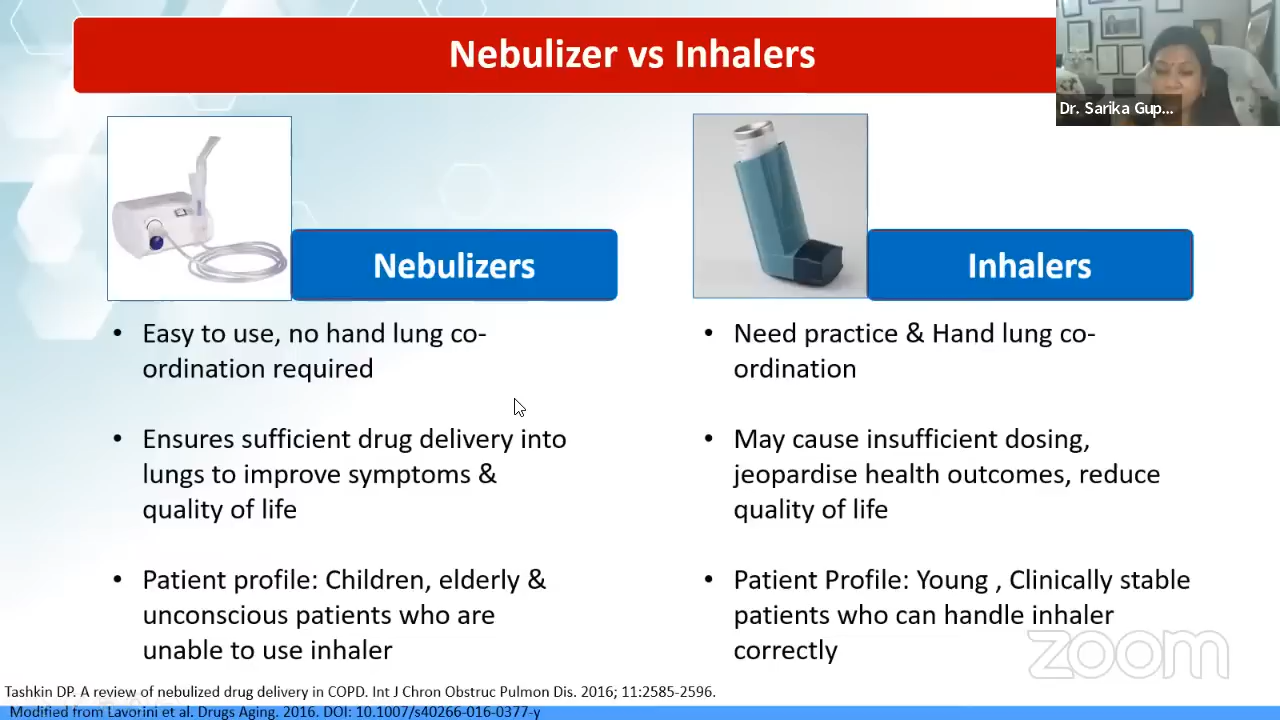 Nebulizer vs Inhalers
Dr. Sarika Gup...
Nebulizers
• Easy to use, no hand lung co-
ordination required
• Ensures sufficient drug delivery into
lungs to improve symptoms &
quality of life
• Patient profile: Children, elderly &
unconscious patients who are
unable to use inhaler
Inhalers
• Need practice & Hand lung co-
ordination
• May cause insufficient dosing,
jeopardise health outcomes, reduce
quality of life
• Patient Profile: Young , Clinically stable
patients who can handle inhaler
correctly
zoom
Tashkin DP. A review of nebulized drug delivery in COPD. Int J Chron Obstruc Pulmon Dis. 2016; 11:2585-2596.
Modified from Lavorini et al. Drugs Aging. 2016. DOI: 10.1007/s40266-016-0377-y